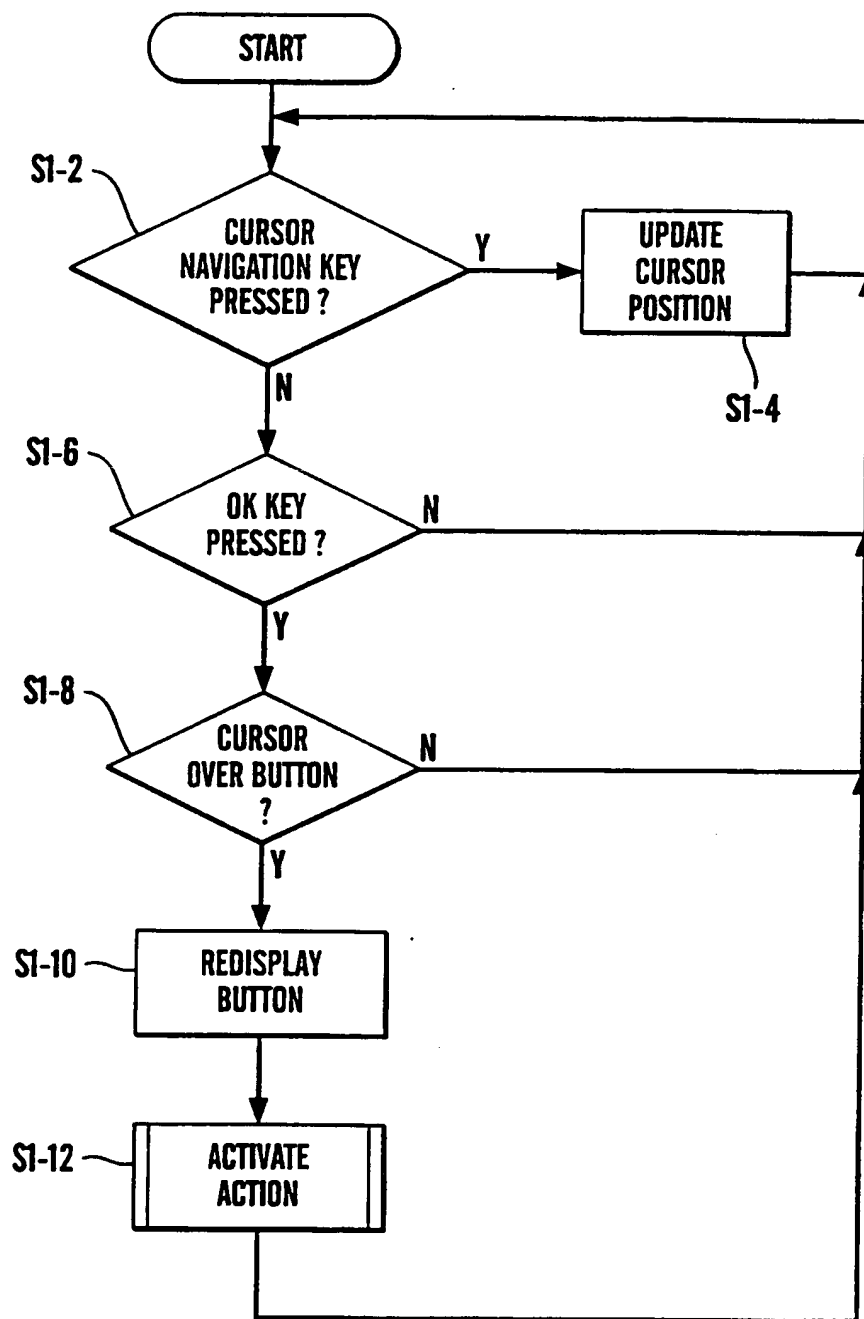 START
S1-2
CURSOR
NAVIGATION KEY
PRESSED ?
Y
UPDATE
CURSOR
POSITION
S1-4
N
S1-6
OK KEY
PRESSED ?
N
Y
S1-8
CURSOR
OVER BUTTON
?
N
Y
S1-10
REDISPLAY
BUTTON
S1-12
ACTIVATE
ACTION